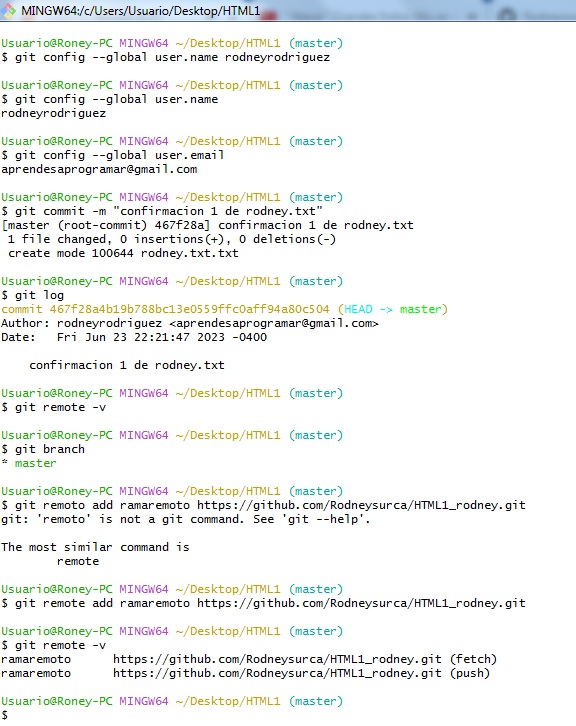 MINGW64:/c/Users/Usuario/Desktop/HTML1
Usuario@Roney-PC MINGW64 ~/Desktop/HTML1 (master)
$ git config --global user.name rodneyrodriguez
Usuario@Roney-PC MINGW64 ~/Desktop/HTML1 (master)
$ git config --global user.name
rodneyrodriguez
Usuario@Roney-PC MINGW64 ~/Desktop/HTML1 (master)
$ git config --global user.email
aprendesaprogramar@gmail.com
Usuario@Roney-PC MINGW64 ~/Desktop/HTML1 (master)
$ git commit -m "confirmacion 1 de rodney.txt"
[master (root-commit) 467f28a] confirmacion 1 de rodney.txt
 1 file changed, 0 insertions(+), 0 deletions(-)
 create mode 100644 rodney.txt.txt
Usuario@Roney-PC MINGW64 ~/Desktop/HTML1 (master)
$ git log
commit 467f28a4b19b788bc13e0559ffc0aff94a80c504 (HEAD -> master)
Author: rodneyrodriguez <aprendesaprogramar@gmail.com>
Date:   Fri Jun 23 22:21:47 2023 -0400
    confirmacion 1 de rodney.txt
Usuario@Roney-PC MINGW64 ~/Desktop/HTML1 (master)
$ git remote -v
Usuario@Roney-PC MINGW64 ~/Desktop/HTML1 (master)
$ git branch
* master
Usuario@Roney-PC MINGW64 ~/Desktop/HTML1 (master)
$ git remoto add ramaremoto https://github.com/Rodneysurca/HTML1_rodney.git
git: 'remoto' is not a git command. See 'git --help'.
The most similar command is
        remote
Usuario@Roney-PC MINGW64 ~/Desktop/HTML1 (master)
$ git remote add ramaremoto https://github.com/Rodneysurca/HTML1_rodney.git
Usuario@Roney-PC MINGW64 ~/Desktop/HTML1 (master)
$ git remote -v
ramaremoto      https://github.com/Rodneysurca/HTML1_rodney.git (fetch)
ramaremoto      https://github.com/Rodneysurca/HTML1_rodney.git (push)
Usuario@Roney-PC MINGW64 ~/Desktop/HTML1 (master)
$